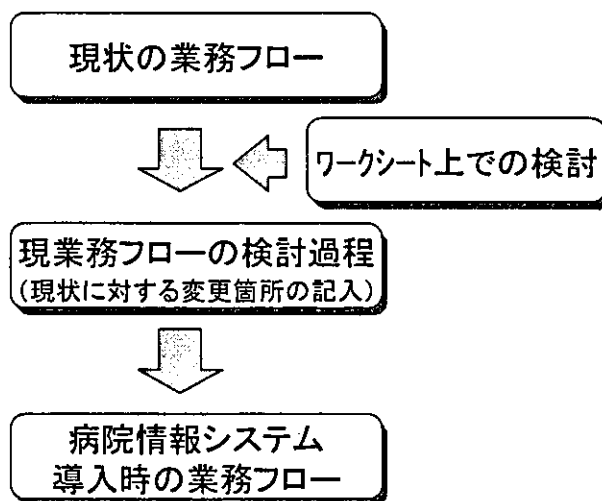 現状の業務フロー
ワークシート上での検討
現業務フローの検討過程
(現状に対する変更箇所の記入)
病院情報システム
導入時の業務フロー